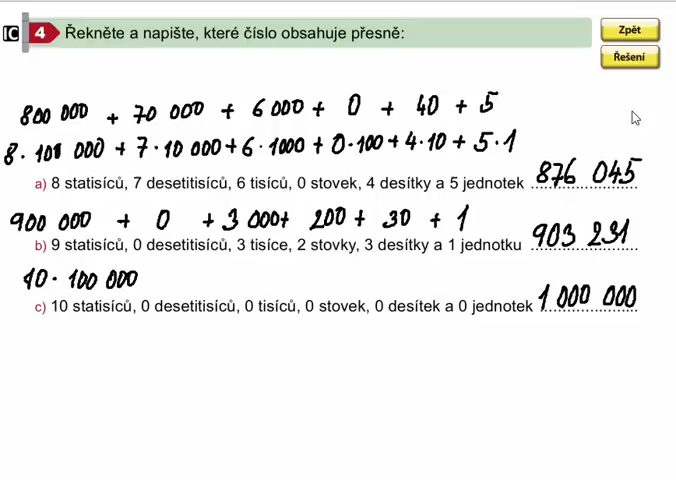 IC 4 Řekněte a napište, které číslo obsahuje přesně:
Zpět
Řešení
800 000 + 70 000 + 6 000 + 0 + 40 + 5
8 · 100 000 + 7 · 10 000 + 6 · 1000 + 0 · 100 + 4 · 10 + 5 · 1
a) 8 statisíců, 7 desetitisíců, 6 tisíců, 0 stovek, 4 desítky a 5 jednotek 876 045
900 000 + 0 + 3 000 + 200 + 30 + 1
b) 9 statisíců, 0 desetitisíců, 3 tisíce, 2 stovky, 3 desítky a 1 jednotku 903 231
10 · 100 000
c) 10 statisíců, 0 desetitisíců, 0 tisíců, 0 stovek, 0 desítek a 0 jednotek 1 000 000